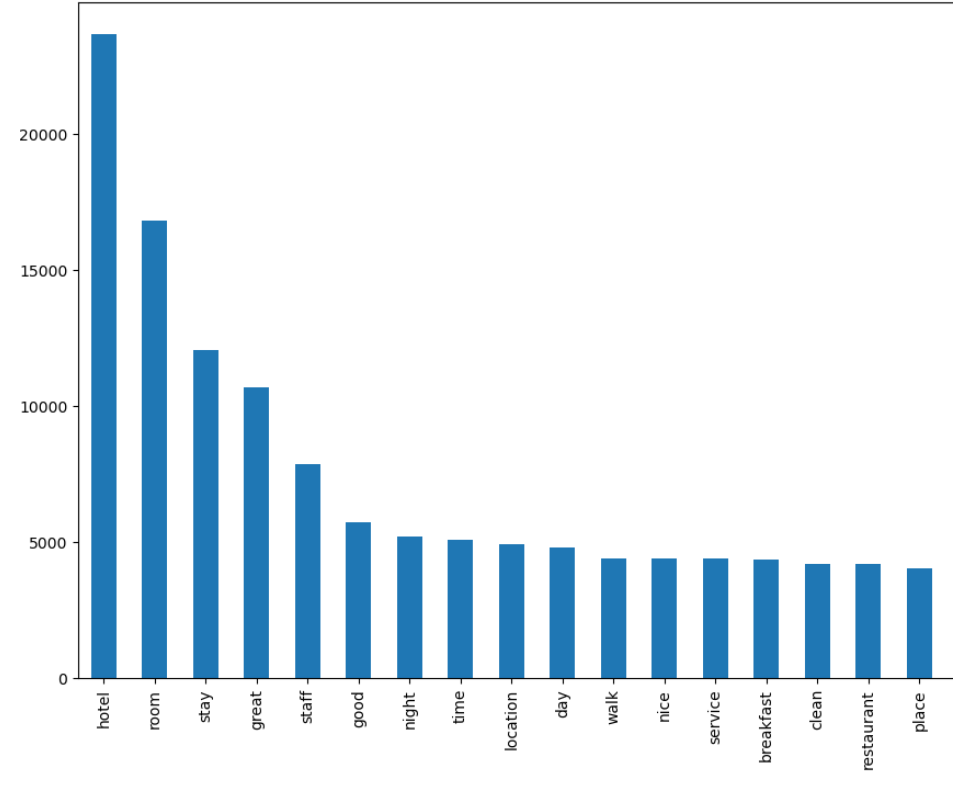 20000
15000
10000
5000
0
hotel
room
stay
great
staff
good
night
time
location
day
walk
nice
service
breakfast
clean
restaurant
place